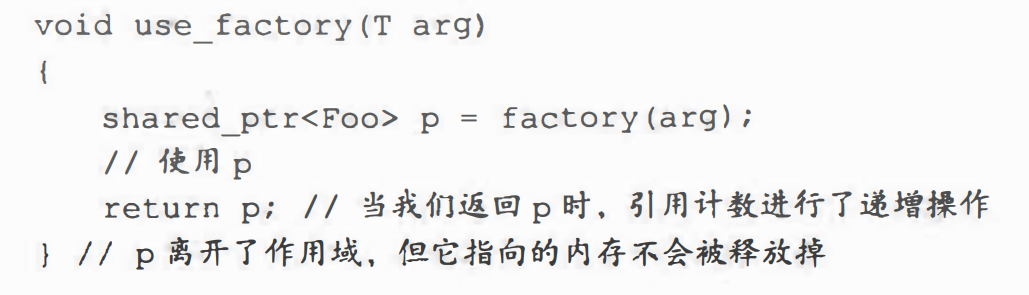 void use_factory(T arg)
{
shared_ptr<Foo> p = factory(arg);
// 使用 p
return p; // 当我们返回 p 时，引用计数进行了递增操作
} // p 离开了作用域，但它指向的内存不会被释放掉